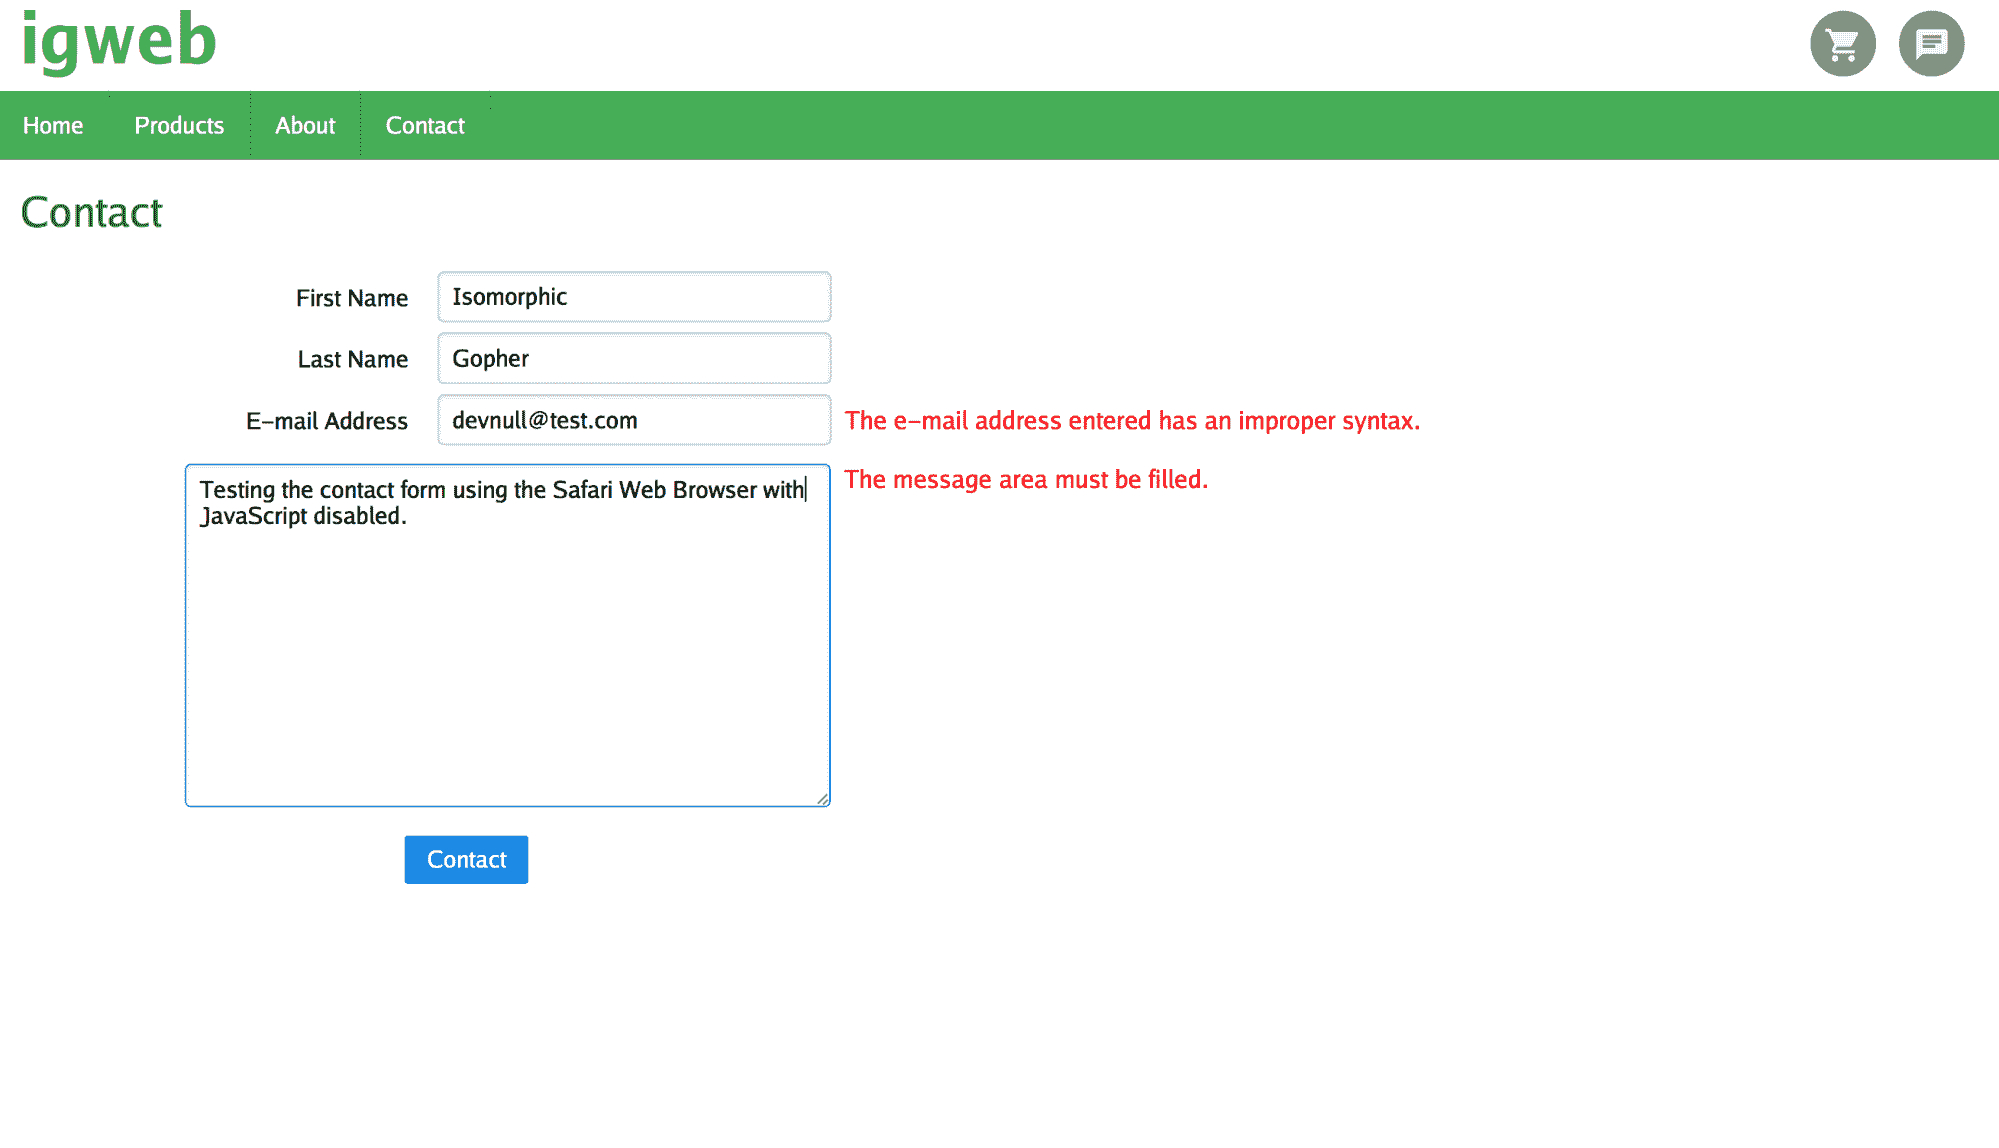 igweb
Home Products About Contact
Contact
First Name Isomorphic
Last Name Gopher
E-mail Address devnull@test.com The e-mail address entered has an improper syntax.
The message area must be filled.
Testing the contact form using the Safari Web Browser with
JavaScript disabled.
Contact